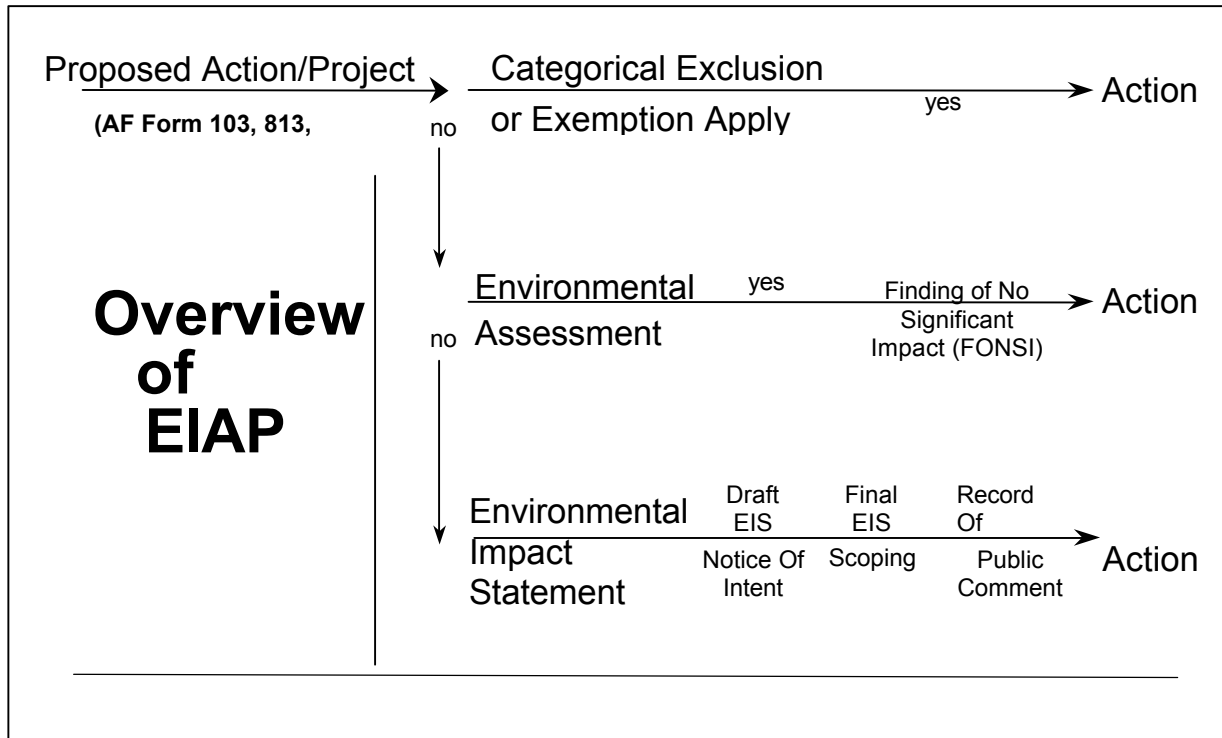 Proposed Action/Project
(AF Form 103, 813,
no
Categorical Exclusion
or Exemption Apply
yes
Action
Overview
of
EIAP
Environmental
Assessment
yes
no
Finding of No
Significant
Impact (FONSI)
Action
Environmental
Impact
Statement
Draft
EIS
Final
EIS
Record
Of
Notice Of
Intent
Scoping
Public
Comment
Action